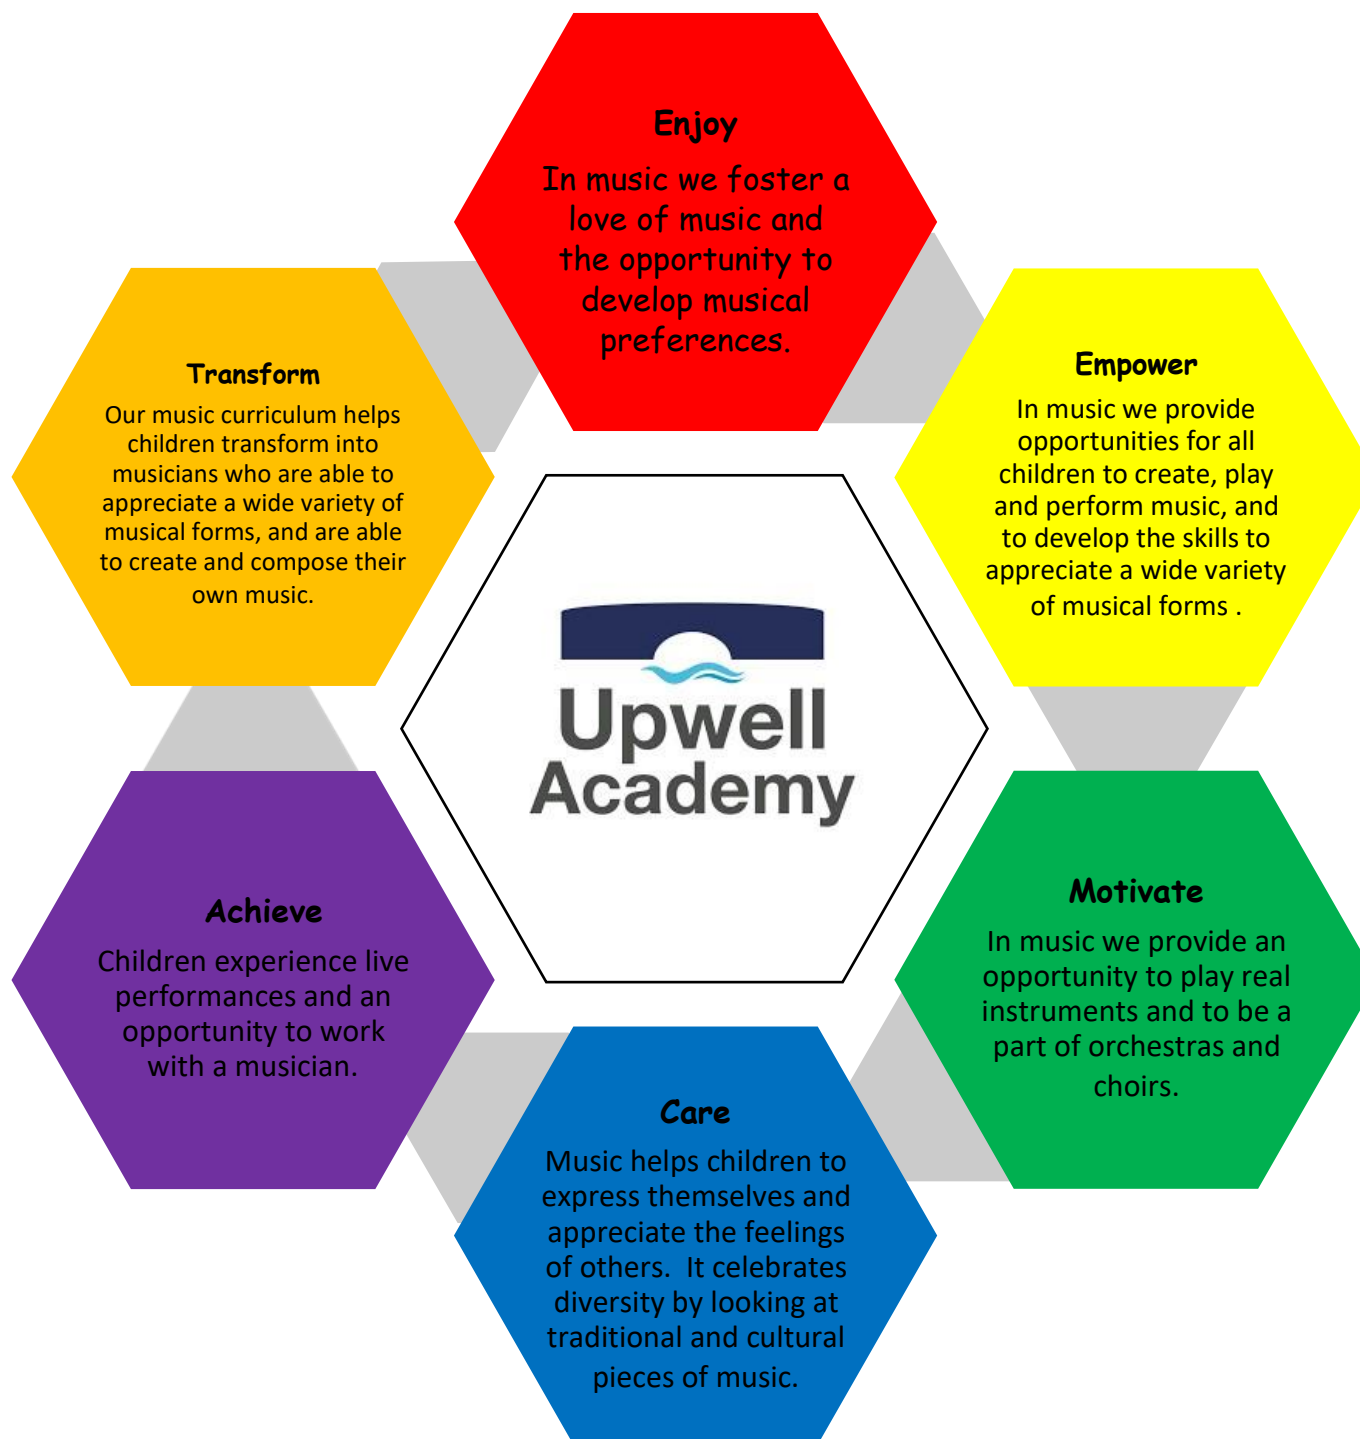 Enjoy
In music we foster a
love of music and
the opportunity to
develop musical
preferences.
Empower
In music we provide
opportunities for all
children to create, play
and perform music, and
to develop the skills to
appreciate a wide variety
of musical forms .
Motivate
In music we provide an
opportunity to play real
instruments and to be a
part of orchestras and
choirs.
Care
Music helps children to
express themselves and
appreciate the feelings
of others.  It celebrates
diversity by looking at
traditional and cultural
pieces of music.
Achieve
Children experience live
performances and an
opportunity to work
with a musician.
Transform
Our music curriculum helps
children transform into
musicians who are able to
appreciate a wide variety of
musical forms, and are able
to create and compose their
own music.
Upwell
Academy